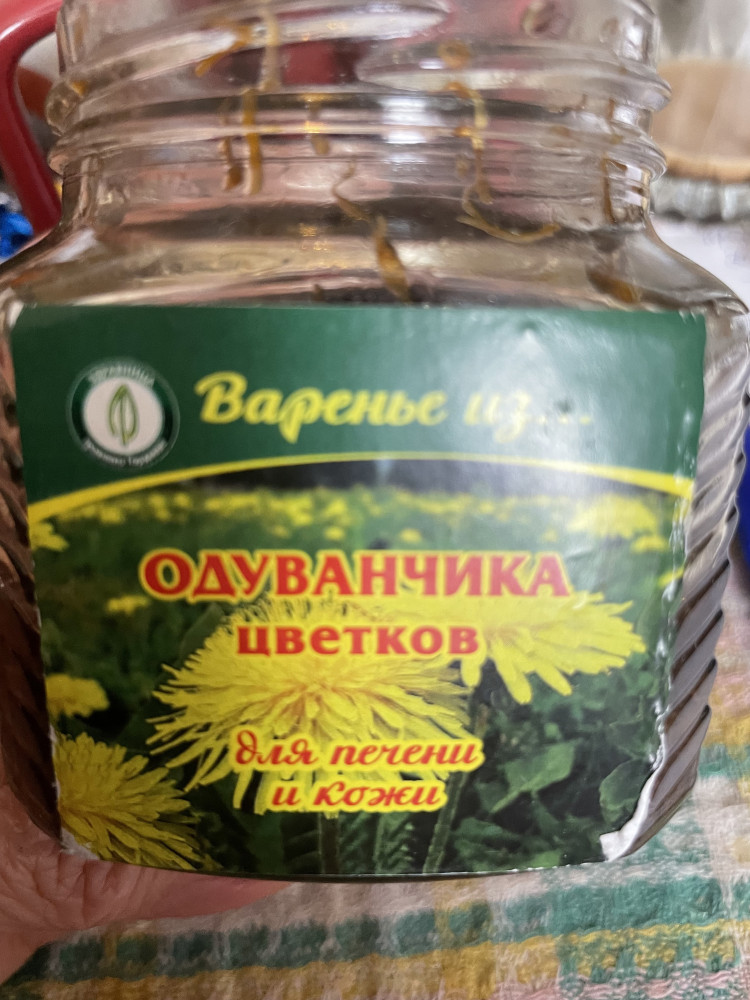 Варенье из...
ОДУВАНЧИКА
цветков
для печени
и кожи